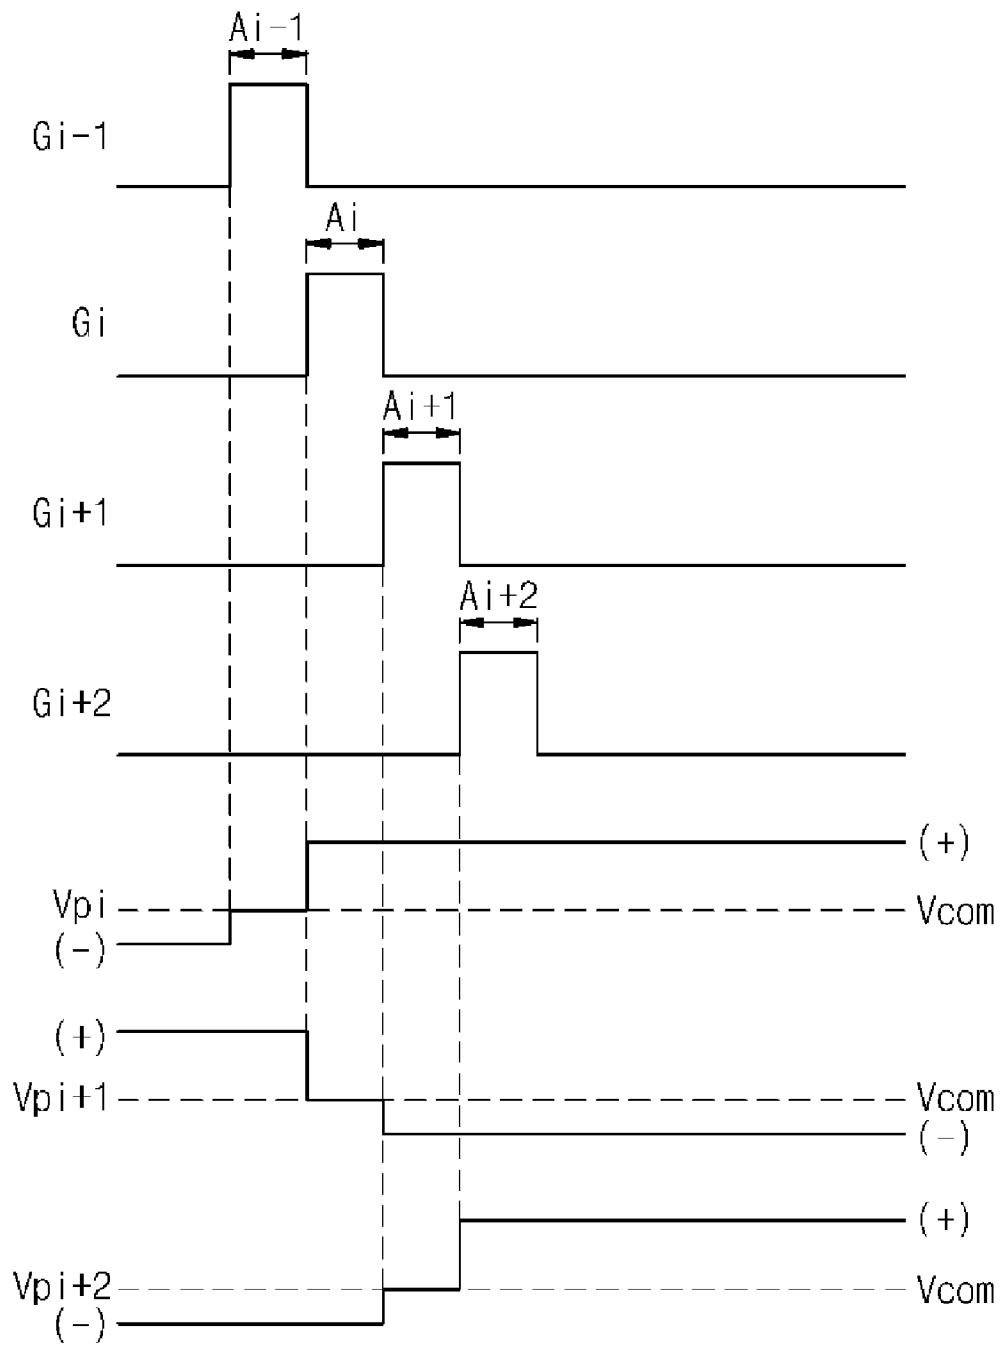 Ai-1
Gi-1
Ai
Gi
Ai+1
Gi+1
Ai+2
Gi+2
(+)
Vpi Vcom
(-)
(+)
Vpi+1 Vcom
(-)
(+)
Vpi+2 Vcom
(-)